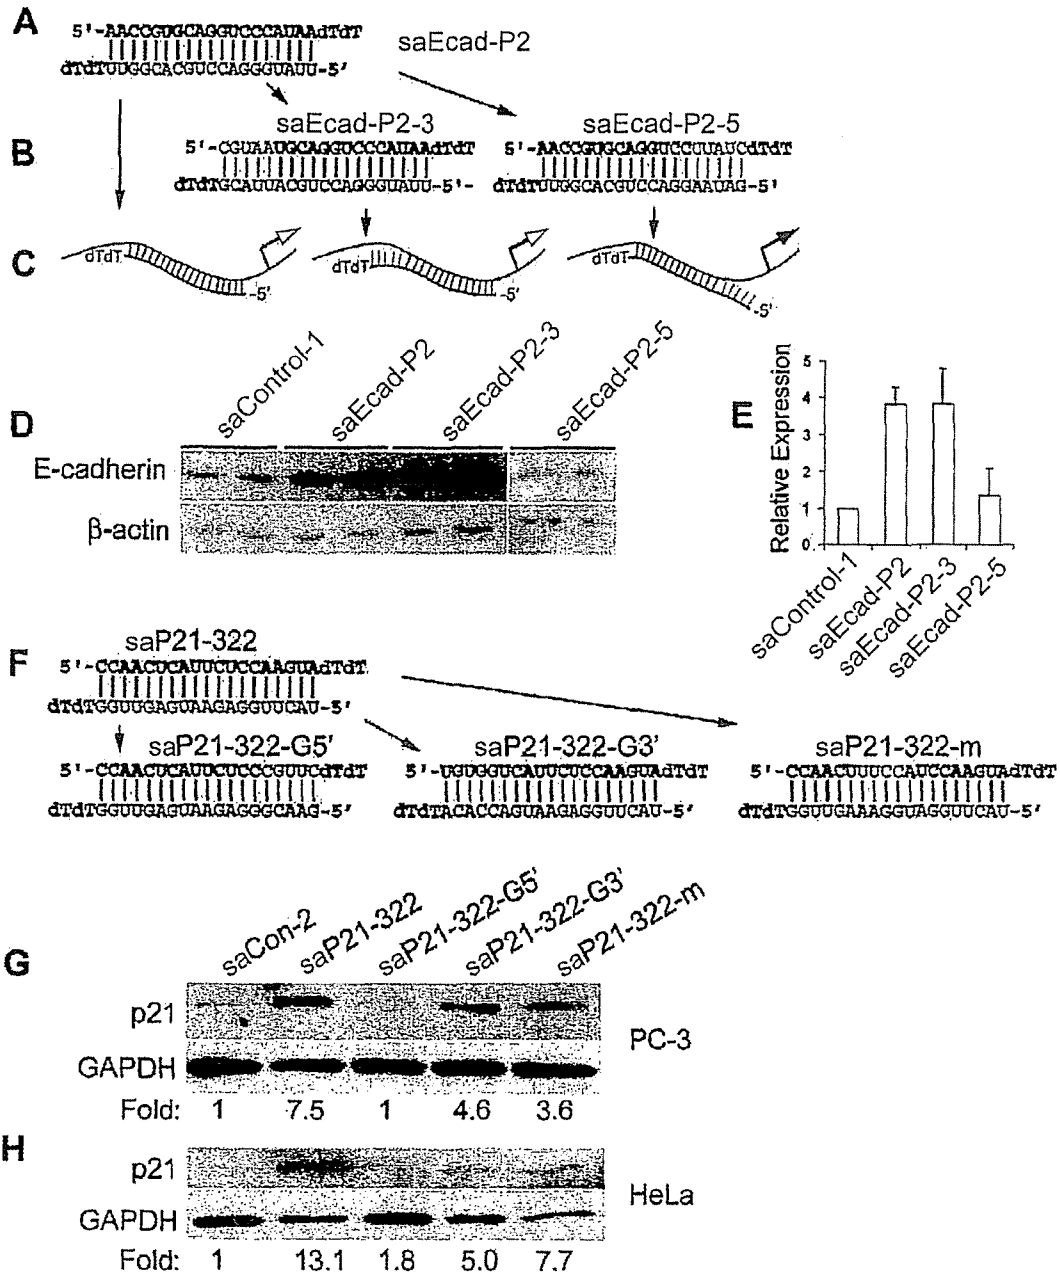 A
5'-AACCGUGCAGGUCCCAUAAdTdT
dTdTUUGGCACGUCCAGGGUAUU-5'
saEcad-P2
B
saEcad-P2-3
5'-CGUAAUGCAGGUCCCAUAAdTdT
dTdTGCAUUACGUCCAGGGUAUU-5'-
saEcad-P2-5
5'-AACCGUGCAGGUCCUUAUCdTdT
dTdTUUGGCACGUCCAGGAAUAG-5'
C
dTdT
-5'
dTdT
-5'
dTdT
-5'
D
saControl-1
saEcad-P2
saEcad-P2-3
saEcad-P2-5
E-cadherin
β-actin
E
Relative Expression
5
4
3
2
1
0
saControl-1
saEcad-P2
saEcad-P2-3
saEcad-P2-5
F
saP21-322
5'-CCAACUCAUUCUCCAAGUAdTdT
dTdTGGUUGAGUAAGAGGUUCAU-5'
saP21-322-G5'
5'-CCAACUCAUUCUCCCGUUCdTdT
dTdTGGUUGAGUAAGAGGGCAAG-5'
saP21-322-G3'
5'-UGUGGUCAUUCUCCAAGUAdTdT
dTdTACACCAGUAAGAGGUUCAU-5'
saP21-322-m
5'-CCAACUUUCCAUCCAAGUAdTdT
dTdTGGUUGAAAGGUAGGUUCAU-5'
G
saCon-2
saP21-322
saP21-322-G5'
saP21-322-G3'
saP21-322-m
p21
GAPDH
PC-3
Fold: 1 7.5 1 4.6 3.6
H
p21
GAPDH
HeLa
Fold: 1 13.1 1.8 5.0 7.7